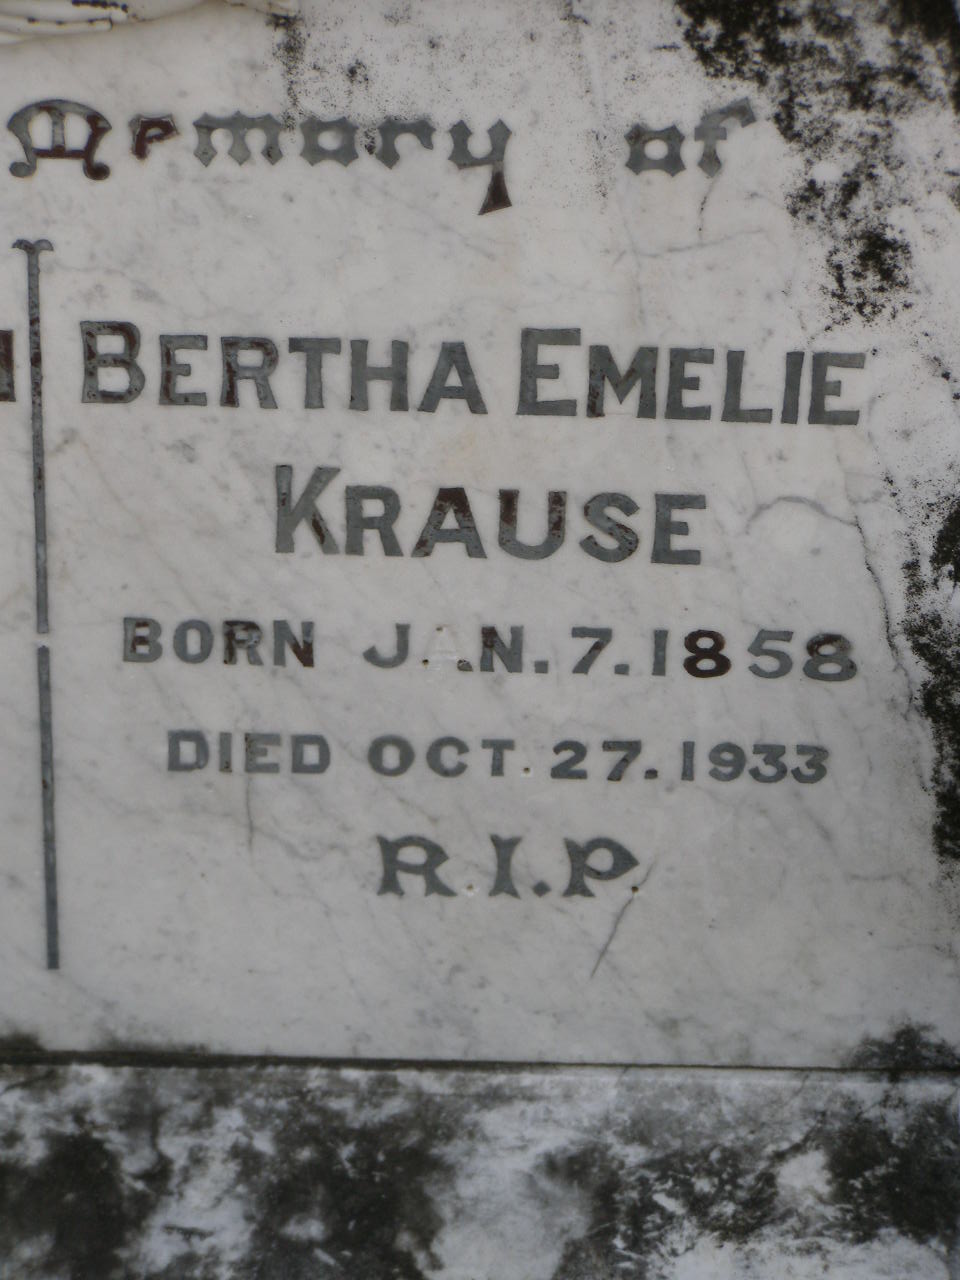 Memory of
BERTHA EMELIE
KRAUSE
BORN JAN. 7. 1858
DIED OCT. 27. 1933
R.I.P.